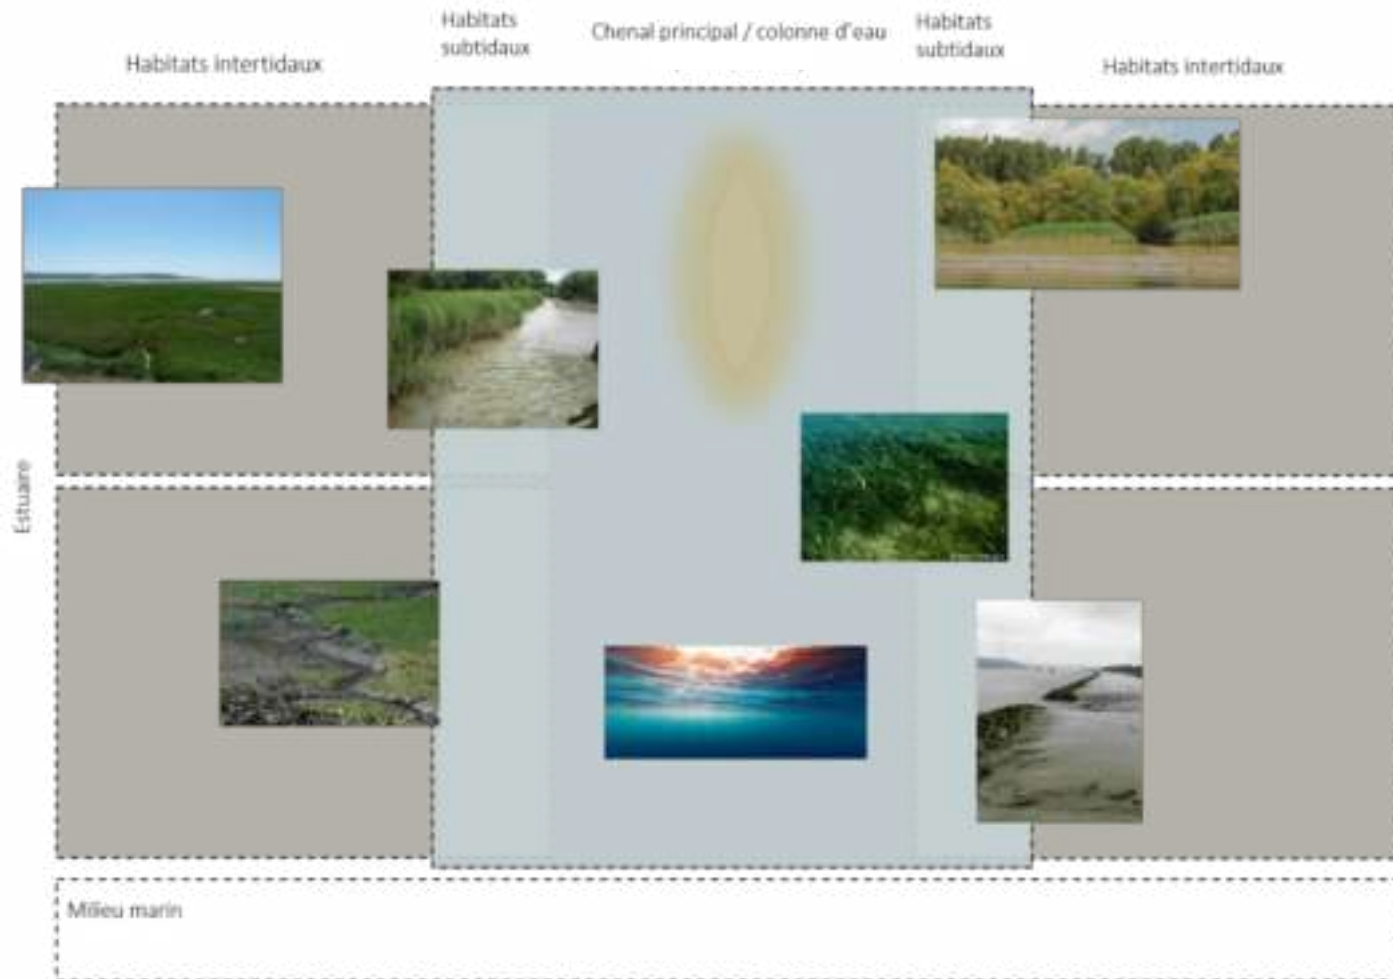 Habitats
subtidaux
Chenal principal / colonne d'eau
Habitats
subtidaux
Habitats intertidaux
Habitats intertidaux
Estuaire
Milieu marin